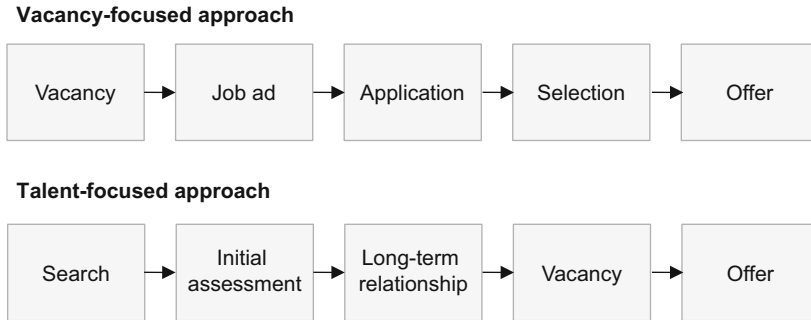 Vacancy-focused approach
Vacancy
Job ad
Application
Selection
Offer
Talent-focused approach
Search
Initial
assessment
Long-term
relationship
Vacancy
Offer